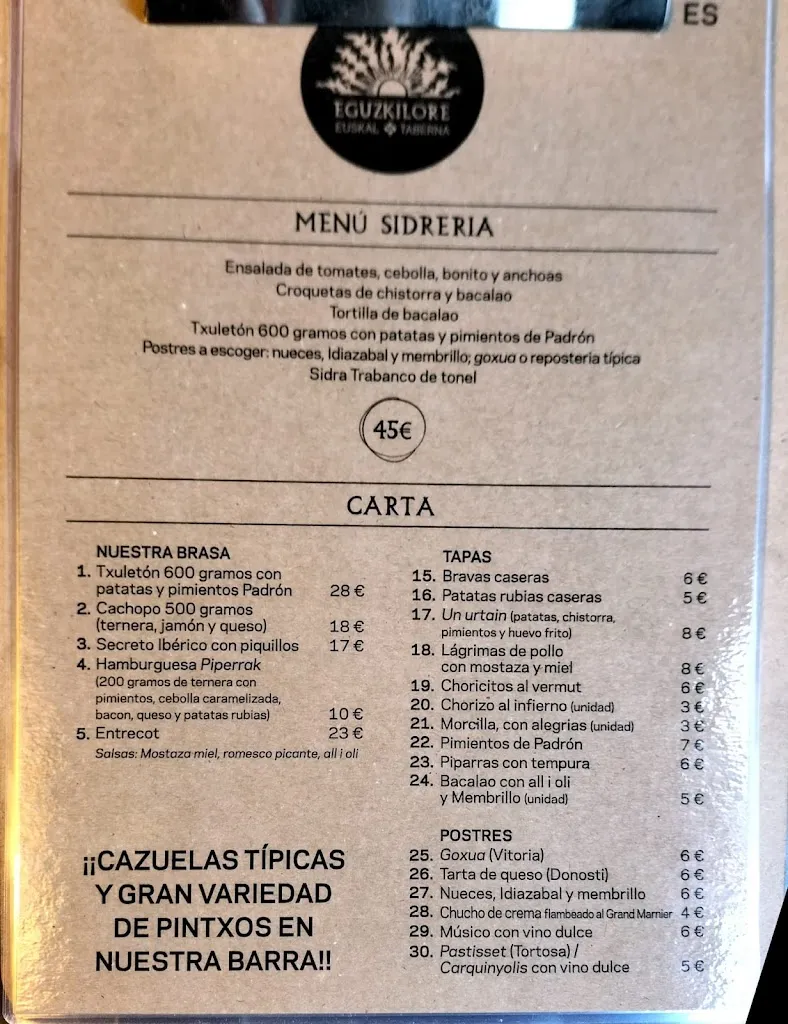 ES
EGUZKILORE
EUSKAL TABERNA
MENÚ SIDRERIA
Ensalada de tomates, cebolla, bonito y anchoas
Croquetas de chistorra y bacalao
Tortilla de bacalao
Txuletón 600 gramos con patatas y pimientos de Padrón
Postres a escoger: nueces, Idiazabal y membrillo; goxua o repostería típica
Sidra Trabanco de tonel
45€
CARTA
NUESTRA BRASA
1. Txuletón 600 gramos con
patatas y pimientos Padrón 28 €
2. Cachopo 500 gramos
(ternera, jamón y queso) 18 €
3. Secreto Ibérico con piquillos 17 €
4. Hamburguesa Piperrak
(200 gramos de ternera con
pimientos, cebolla caramelizada,
bacon, queso y patatas rubias) 10 €
5. Entrecot 23 €
Salsas: Mostaza miel, romesco picante, all i oli
¡¡CAZUELAS TÍPICAS
Y GRAN VARIEDAD
DE PINTXOS EN
NUESTRA BARRA!!
TAPAS
15. Bravas caseras 6 €
16. Patatas rubias caseras 5 €
17. Un urtain (patatas, chistorra,
pimientos y huevo frito) 8 €
18. Lágrimas de pollo
con mostaza y miel 8 €
19. Choricitos al vermut 6 €
20. Chorizo al infierno (unidad) 3 €
21. Morcilla, con alegrias (unidad) 3 €
22. Pimientos de Padrón 7 €
23. Piparras con tempura 6 €
24. Bacalao con all i oli
y Membrillo (unidad) 5 €
POSTRES
25. Goxua (Vitoria) 6 €
26. Tarta de queso (Donosti) 6 €
27. Nueces, Idiazabal y membrillo 6 €
28. Chucho de crema flambeado al Grand Marnier 4 €
29. Músico con vino dulce 6 €
30. Pastisset (Tortosa) /
Carquinyolis con vino dulce 5 €